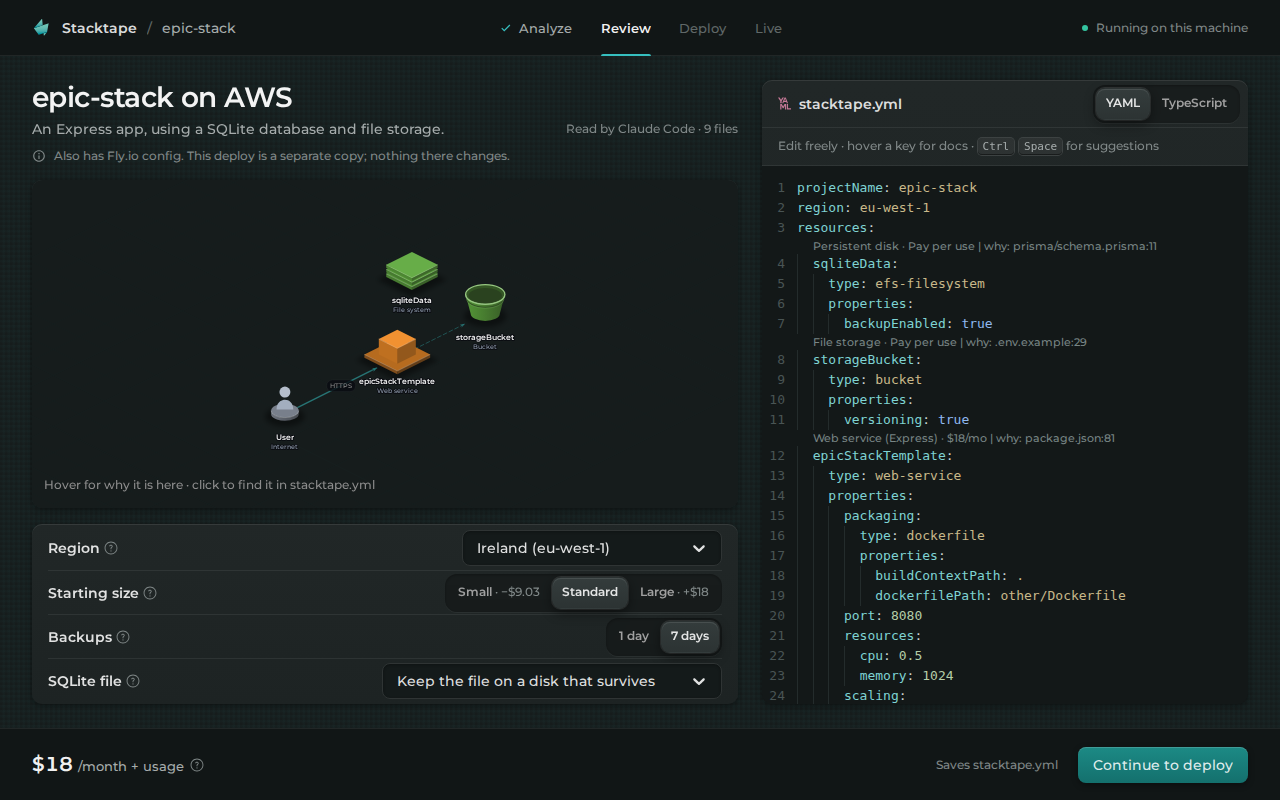 Stacktape / epic-stack
Analyze
Review
Deploy
Live
Running on this machine
epic-stack on AWS
An Express app, using a SQLite database and file storage.
Read by Claude Code · 9 files
Also has Fly.io config. This deploy is a separate copy; nothing there changes.
sqliteData
File system
storageBucket
Bucket
epicStackTemplate
Web service
HTTPS
User
Internet
Hover for why it is here · click to find it in stacktape.yml
Region
Ireland (eu-west-1)
Starting size
Small · −$9.03
Standard
Large · +$18
Backups
1 day
7 days
SQLite file
Keep the file on a disk that survives
YAML
stacktape.yml
YAML
TypeScript
Edit freely · hover a key for docs · Ctrl Space for suggestions
1 projectName: epic-stack
2 region: eu-west-1
3 resources:
Persistent disk · Pay per use | why: prisma/schema.prisma:11
4 sqliteData:
5 type: efs-filesystem
6 properties:
7 backupEnabled: true
File storage · Pay per use | why: .env.example:29
8 storageBucket:
9 type: bucket
10 properties:
11 versioning: true
Web service (Express) · $18/mo | why: package.json:81
12 epicStackTemplate:
13 type: web-service
14 properties:
15 packaging:
16 type: dockerfile
17 properties:
18 buildContextPath: .
19 dockerfilePath: other/Dockerfile
20 port: 8080
21 resources:
22 cpu: 0.5
23 memory: 1024
24 scaling:
$18 /month + usage
Saves stacktape.yml
Continue to deploy